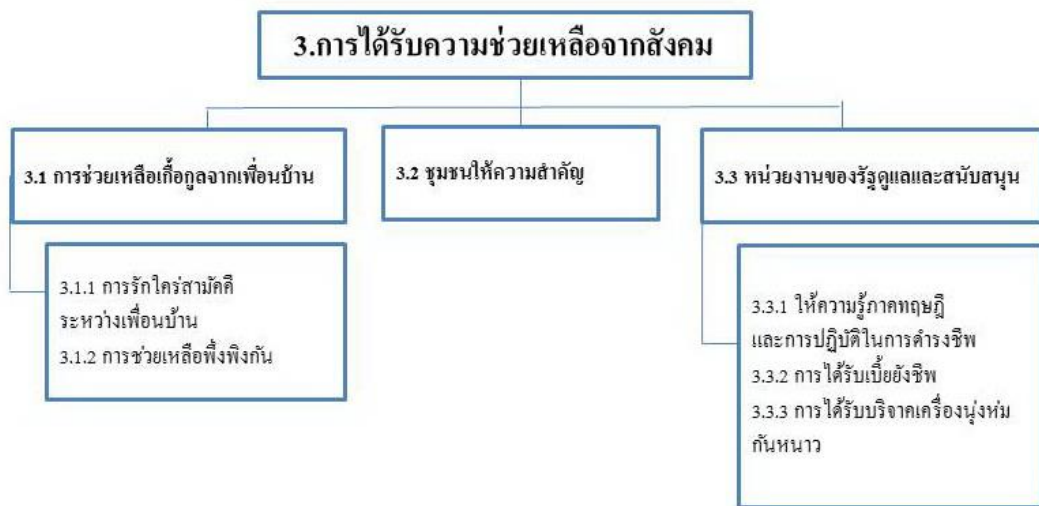 3.การได้รับความช่วยเหลือจากสังคม
3.1 การช่วยเหลือเกื้อกูลจากเพื่อนบ้าน
3.1.1 การรักใคร่สามัคคี
ระหว่างเพื่อนบ้าน
3.1.2 การช่วยเหลือพึ่งพิงกัน
3.2 ชุมชนให้ความสำคัญ
3.3 หน่วยงานของรัฐดูแลและสนับสนุน
3.3.1 ให้ความรู้ภาคทฤษฎี
และการปฏิบัติในการดำรงชีพ
3.3.2 การได้รับเบี้ยยังชีพ
3.3.3 การได้รับบริจาคเครื่องนุ่งห่ม
กันหนาว